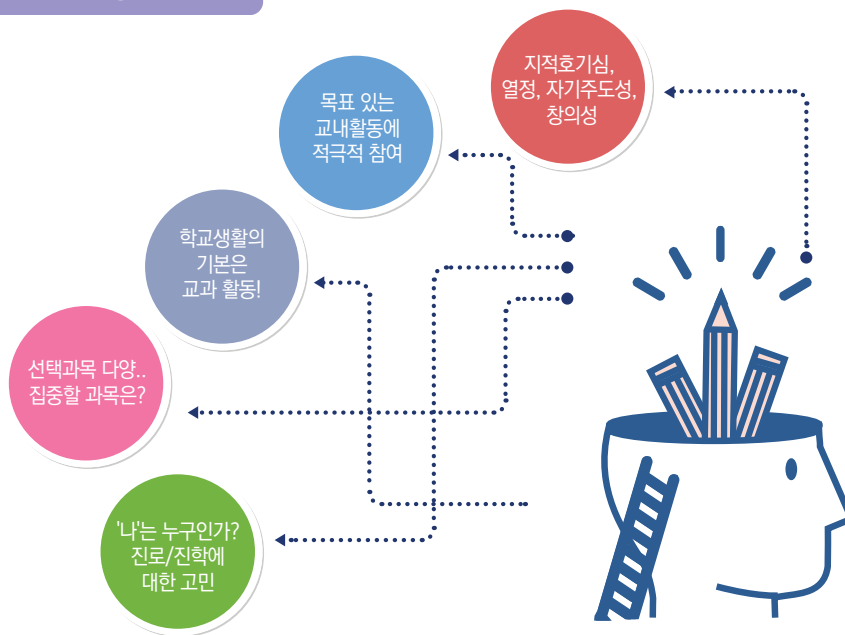 지적호기심,
열정, 자기주도성,
창의성
목표 있는
교내활동에
적극적 참여
학교생활의
기본은
교과 활동!
선택과목 다양..
집중할 과목은?
'나'는 누구인가?
진로/진학에
대한 고민